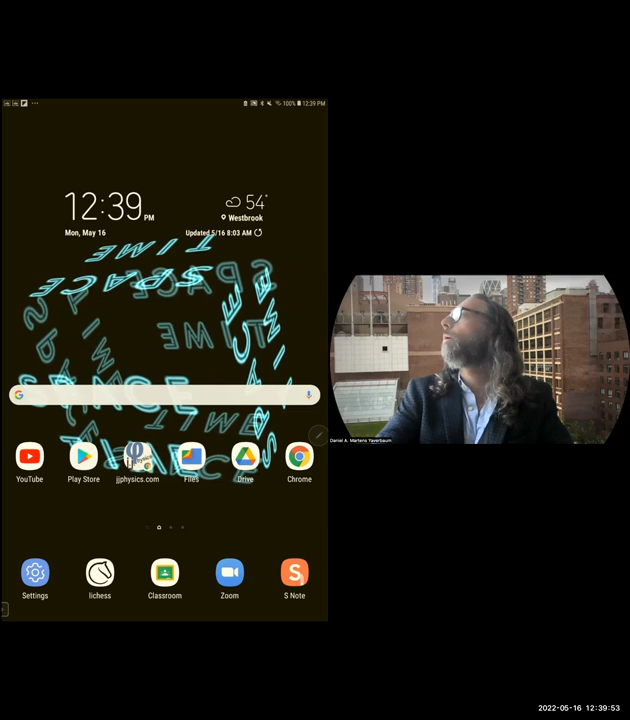 100% 12:39 PM
12:39 PM
54°
Westbrook
Mon, May 16
Updated 5/16 8:03 AM
TIME
SPACE
SPACE
TIME
TIME
SPACE
YouTube
Play Store
jjphysics.com
Files
Drive
Chrome
Settings
lichess
Classroom
Zoom
S Note
Daniel A. Martens Yaverbaum
2022-05-16 12:39:53